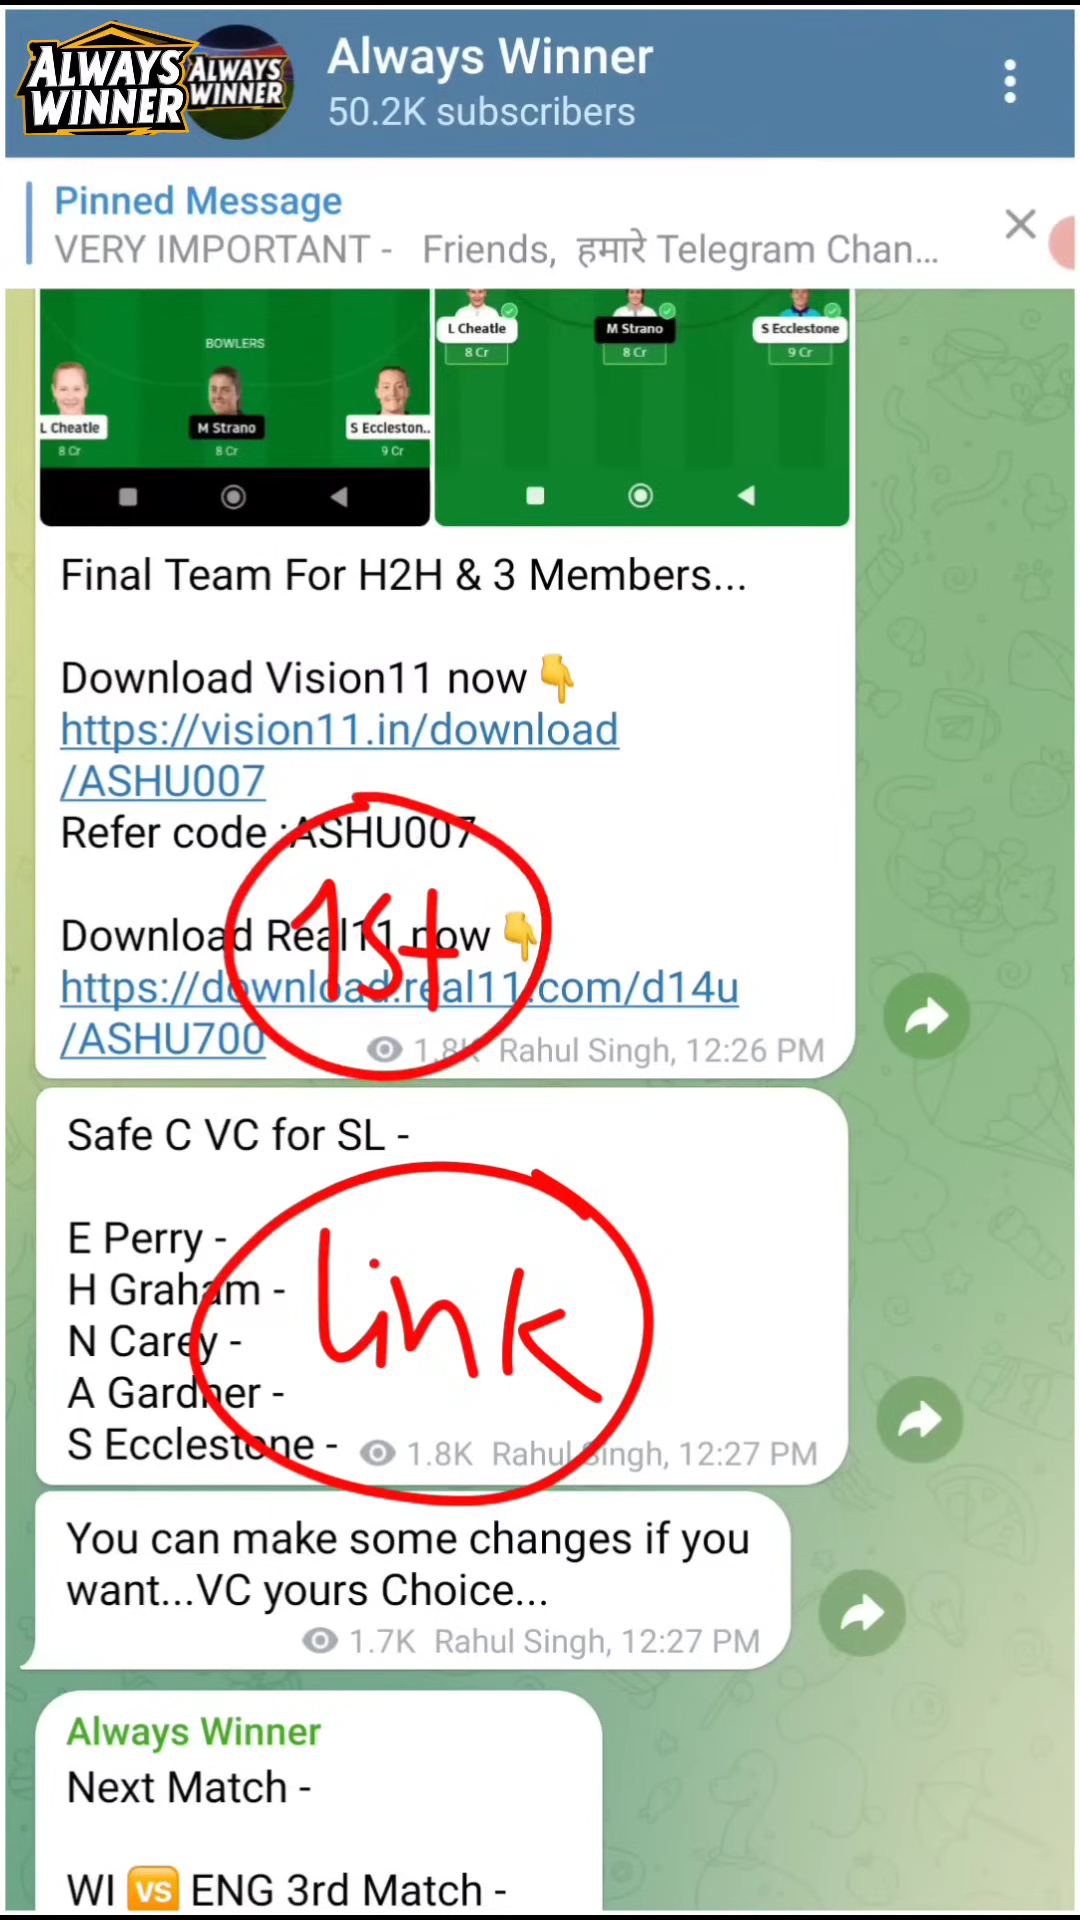 ALWAYS
WINNER
ALWAYS
WINNER
Always Winner
50.2K subscribers
Pinned Message
VERY IMPORTANT - Friends, हमारे Telegram Chan...
BOWLERS
L Cheatle
M Strano
S Ecclestone
8 Cr
8 Cr
9 Cr
L Cheatle
M Strano
S Eccleston..
8 Cr
8 Cr
9 Cr
Final Team For H2H & 3 Members...
Download Vision11 now 👇
https://vision11.in/download
/ASHU007
Refer code :ASHU007
1st
Download Real11 now 👇
https://download.real11.com/d14u
/ASHU700
1.8K Rahul Singh, 12:26 PM
Safe C VC for SL -
E Perry -
H Graham -
N Carey -
A Gardner -
S Ecclestone -
link
1.8K Rahul Singh, 12:27 PM
You can make some changes if you
want...VC yours Choice...
1.7K Rahul Singh, 12:27 PM
Always Winner
Next Match -
WI 🆚 ENG 3rd Match -